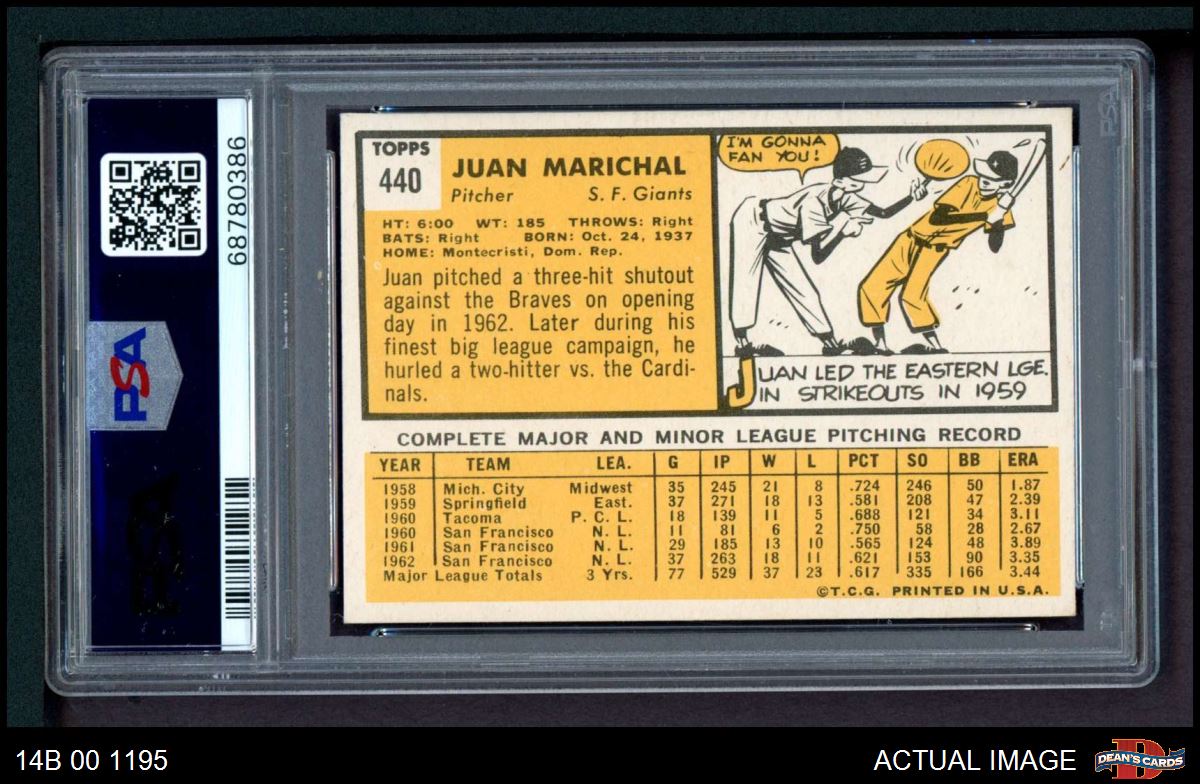 68780386
PSA
TOPPS
440
JUAN MARICHAL
Pitcher S. F. Giants
HT: 6:00 WT: 185 THROWS: Right
BATS: Right BORN: Oct. 24, 1937
HOME: Montecristi, Dom. Rep.
Juan pitched a three-hit shutout
against the Braves on opening
day in 1962. Later during his
finest big league campaign, he
hurled a two-hitter vs. the Cardi-
nals.
I'M GONNA
FAN YOU!
JUAN LED THE EASTERN LGE.
IN STRIKEOUTS IN 1959
COMPLETE MAJOR AND MINOR LEAGUE PITCHING RECORD
YEAR TEAM LEA. G IP W L PCT SO BB ERA
1958 Mich. City Midwest 35 245 21 8 .724 246 50 1.87
1959 Springfield East. 37 271 18 13 .581 208 47 2.39
1960 Tacoma P. C. L. 18 139 11 5 .688 121 34 3.11
1960 San Francisco N. L. 11 81 6 2 .750 58 28 2.67
1961 San Francisco N. L. 29 185 13 10 .565 124 48 3.89
1962 San Francisco N. L. 37 263 18 11 .621 153 90 3.35
Major League Totals 3 Yrs. 77 529 37 23 .617 335 166 3.44
©T.C.G. PRINTED IN U.S.A.
PSA
14B 00 1195
ACTUAL IMAGE
D
DEAN'S CARDS